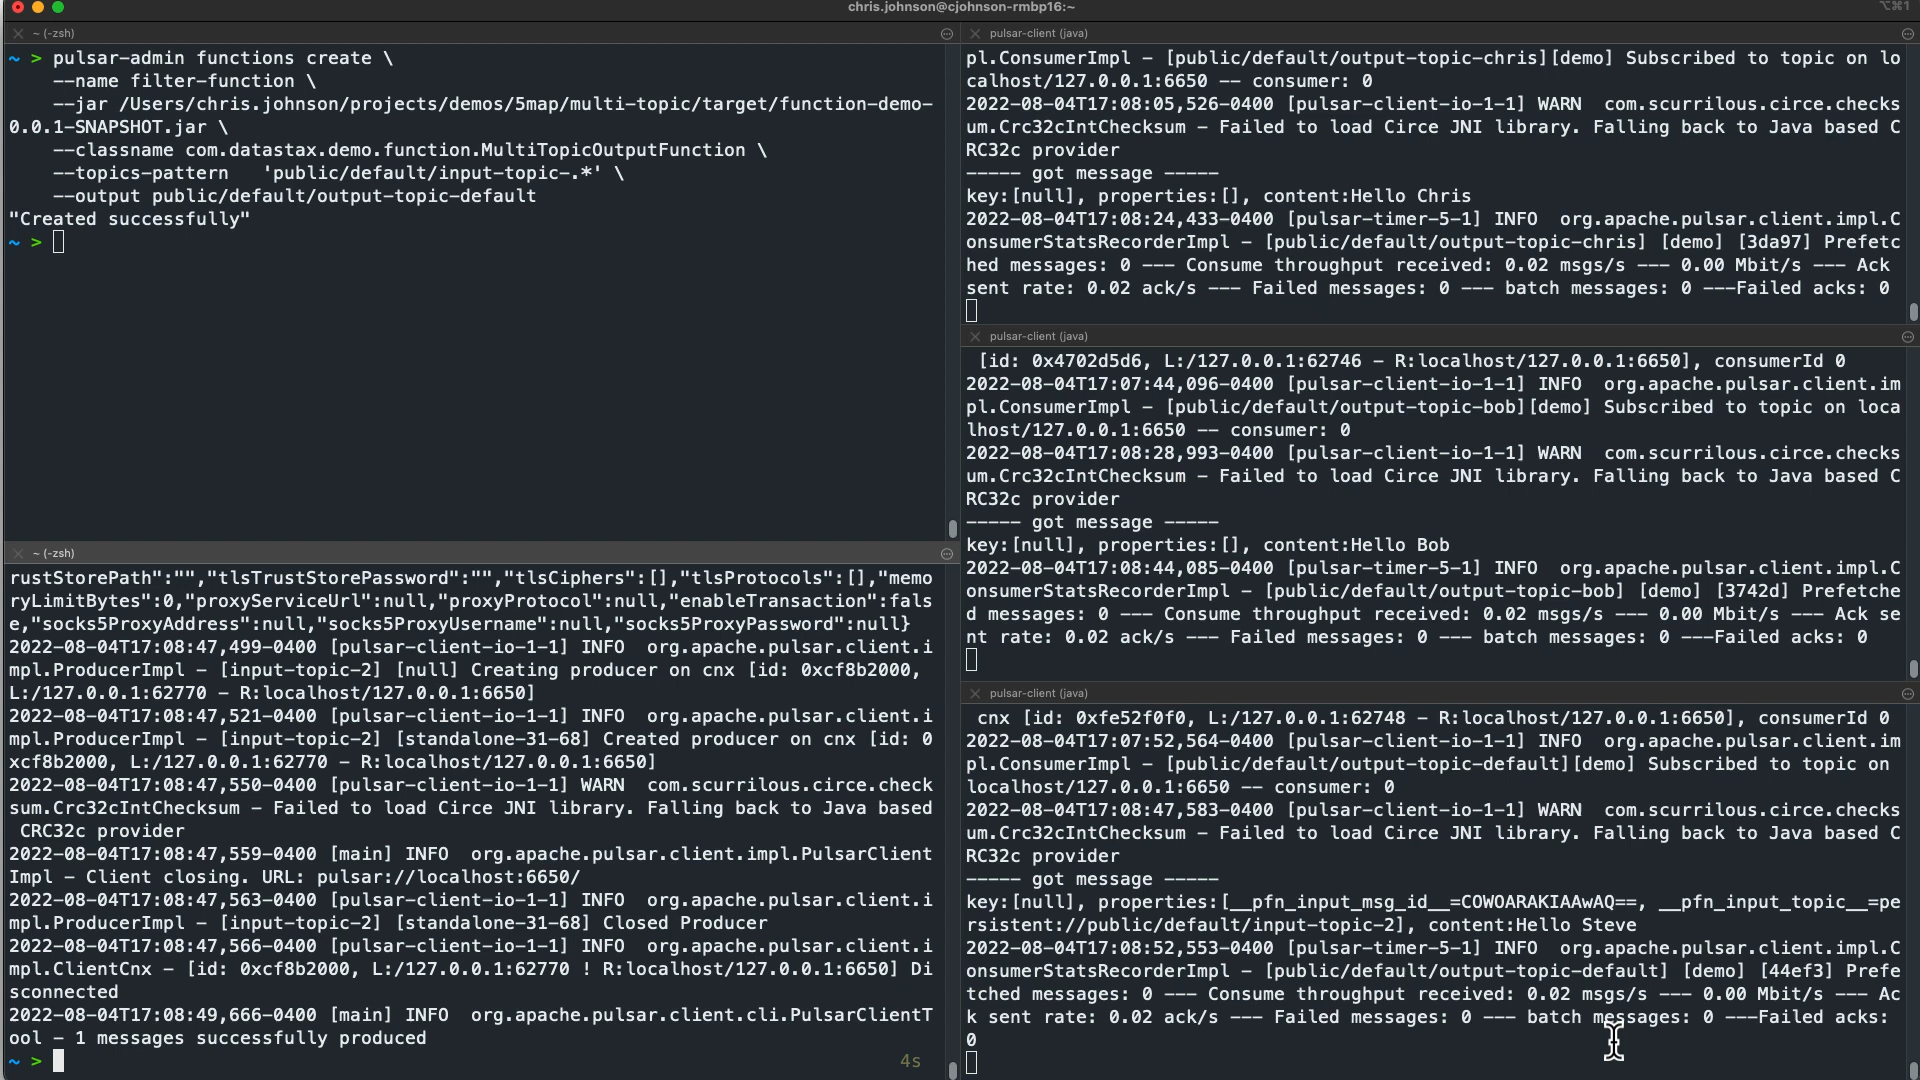 chris.johnson@cjohnson-rmbp16:~
⌥⌘1
~ (-zsh)
~ > pulsar-admin functions create \
--name filter-function \
--jar /Users/chris.johnson/projects/demos/5map/multi-topic/target/function-demo-
0.0.1-SNAPSHOT.jar \
--classname com.datastax.demo.function.MultiTopicOutputFunction \
--topics-pattern   'public/default/input-topic-.*' \
--output public/default/output-topic-default
"Created successfully"
~ >
~ (-zsh)
rustStorePath":"","tlsTrustStorePassword":"","tlsCiphers":[],"tlsProtocols":[],"memo
ryLimitBytes":0,"proxyServiceUrl":null,"proxyProtocol":null,"enableTransaction":fals
e,"socks5ProxyAddress":null,"socks5ProxyUsername":null,"socks5ProxyPassword":null}
2022-08-04T17:08:47,499-0400 [pulsar-client-io-1-1] INFO  org.apache.pulsar.client.i
mpl.ProducerImpl - [input-topic-2] [null] Creating producer on cnx [id: 0xcf8b2000,
L:/127.0.0.1:62770 - R:localhost/127.0.0.1:6650]
2022-08-04T17:08:47,521-0400 [pulsar-client-io-1-1] INFO  org.apache.pulsar.client.i
mpl.ProducerImpl - [input-topic-2] [standalone-31-68] Created producer on cnx [id: 0
xcf8b2000, L:/127.0.0.1:62770 - R:localhost/127.0.0.1:6650]
2022-08-04T17:08:47,550-0400 [pulsar-client-io-1-1] WARN  com.scurrilous.circe.check
sum.Crc32cIntChecksum - Failed to load Circe JNI library. Falling back to Java based
CRC32c provider
2022-08-04T17:08:47,559-0400 [main] INFO  org.apache.pulsar.client.impl.PulsarClient
Impl - Client closing. URL: pulsar://localhost:6650/
2022-08-04T17:08:47,563-0400 [pulsar-client-io-1-1] INFO  org.apache.pulsar.client.i
mpl.ProducerImpl - [input-topic-2] [standalone-31-68] Closed Producer
2022-08-04T17:08:47,566-0400 [pulsar-client-io-1-1] INFO  org.apache.pulsar.client.i
mpl.ClientCnx - [id: 0xcf8b2000, L:/127.0.0.1:62770 ! R:localhost/127.0.0.1:6650] Di
sconnected
2022-08-04T17:08:49,666-0400 [main] INFO  org.apache.pulsar.client.cli.PulsarClientT
ool - 1 messages successfully produced
~ >
4s
pulsar-client (java)
pl.ConsumerImpl - [public/default/output-topic-chris][demo] Subscribed to topic on lo
calhost/127.0.0.1:6650 -- consumer: 0
2022-08-04T17:08:05,526-0400 [pulsar-client-io-1-1] WARN  com.scurrilous.circe.checks
um.Crc32cIntChecksum - Failed to load Circe JNI library. Falling back to Java based C
RC32c provider
----- got message -----
key:[null], properties:[], content:Hello Chris
2022-08-04T17:08:24,433-0400 [pulsar-timer-5-1] INFO  org.apache.pulsar.client.impl.C
onsumerStatsRecorderImpl - [public/default/output-topic-chris] [demo] [3da97] Prefetc
hed messages: 0 --- Consume throughput received: 0.02 msgs/s --- 0.00 Mbit/s --- Ack
sent rate: 0.02 ack/s --- Failed messages: 0 --- batch messages: 0 ---Failed acks: 0
pulsar-client (java)
[id: 0x4702d5d6, L:/127.0.0.1:62746 - R:localhost/127.0.0.1:6650], consumerId 0
2022-08-04T17:07:44,096-0400 [pulsar-client-io-1-1] INFO  org.apache.pulsar.client.im
pl.ConsumerImpl - [public/default/output-topic-bob][demo] Subscribed to topic on loca
lhost/127.0.0.1:6650 -- consumer: 0
2022-08-04T17:08:28,993-0400 [pulsar-client-io-1-1] WARN  com.scurrilous.circe.checks
um.Crc32cIntChecksum - Failed to load Circe JNI library. Falling back to Java based C
RC32c provider
----- got message -----
key:[null], properties:[], content:Hello Bob
2022-08-04T17:08:44,085-0400 [pulsar-timer-5-1] INFO  org.apache.pulsar.client.impl.C
onsumerStatsRecorderImpl - [public/default/output-topic-bob] [demo] [3742d] Prefetche
d messages: 0 --- Consume throughput received: 0.02 msgs/s --- 0.00 Mbit/s --- Ack se
nt rate: 0.02 ack/s --- Failed messages: 0 --- batch messages: 0 ---Failed acks: 0
pulsar-client (java)
cnx [id: 0xfe52f0f0, L:/127.0.0.1:62748 - R:localhost/127.0.0.1:6650], consumerId 0
2022-08-04T17:07:52,564-0400 [pulsar-client-io-1-1] INFO  org.apache.pulsar.client.im
pl.ConsumerImpl - [public/default/output-topic-default][demo] Subscribed to topic on
localhost/127.0.0.1:6650 -- consumer: 0
2022-08-04T17:08:47,583-0400 [pulsar-client-io-1-1] WARN  com.scurrilous.circe.checks
um.Crc32cIntChecksum - Failed to load Circe JNI library. Falling back to Java based C
RC32c provider
----- got message -----
key:[null], properties:[__pfn_input_msg_id__=COWOARAKIAAwAQ==, __pfn_input_topic__=pe
rsistent://public/default/input-topic-2], content:Hello Steve
2022-08-04T17:08:52,553-0400 [pulsar-timer-5-1] INFO  org.apache.pulsar.client.impl.C
onsumerStatsRecorderImpl - [public/default/output-topic-default] [demo] [44ef3] Prefe
tched messages: 0 --- Consume throughput received: 0.02 msgs/s --- 0.00 Mbit/s --- Ac
k sent rate: 0.02 ack/s --- Failed messages: 0 --- batch messages: 0 ---Failed acks:
0